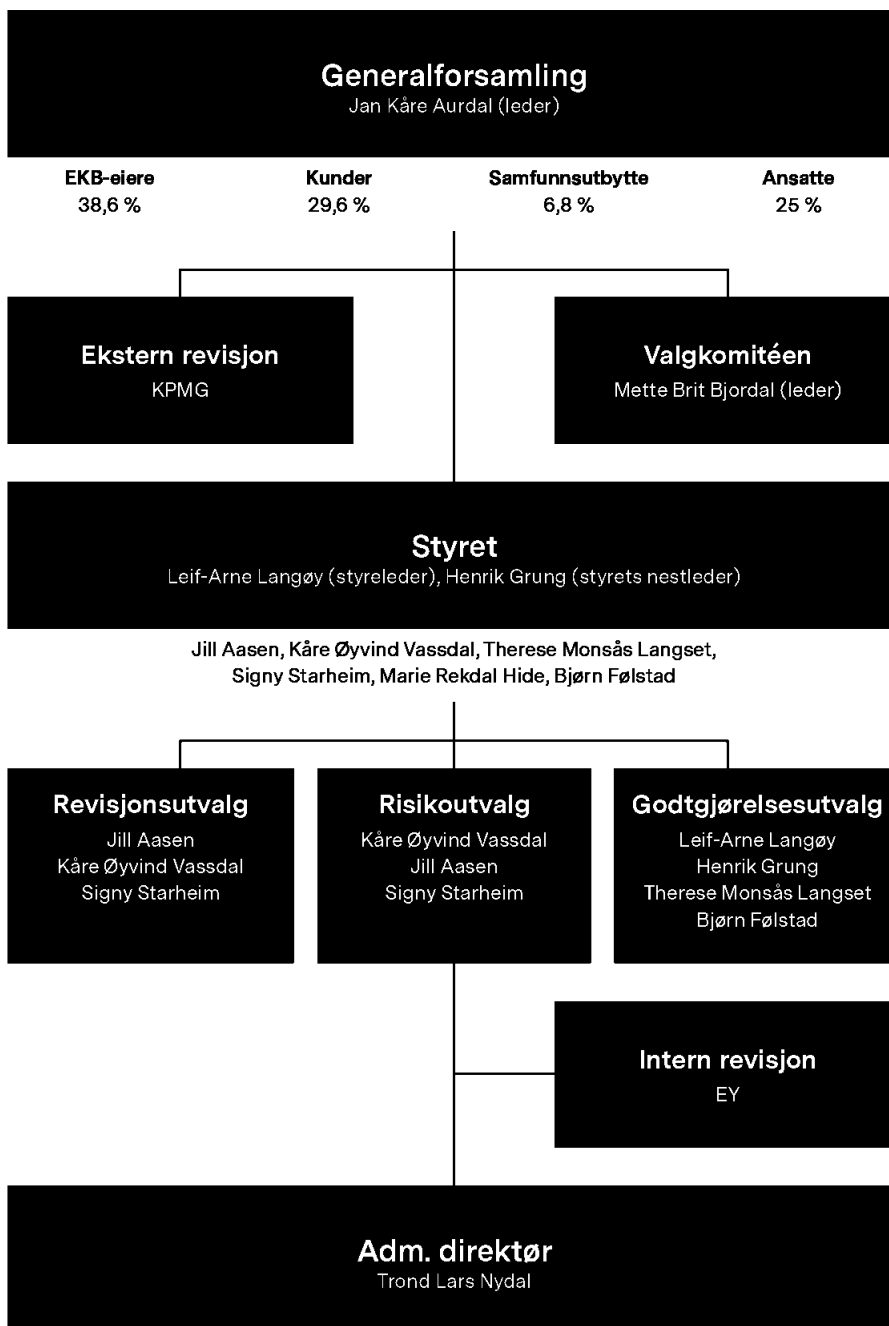 Generalforsamling
Jan Kåre Aurdal (leder)
EKB-eiere
38,6 %
Kunder
29,6 %
Samfunnsutbytte
6,8 %
Ansatte
25 %
Ekstern revisjon
KPMG
Valgkomitéen
Mette Brit Bjordal (leder)
Styret
Leif-Arne Langøy (styreleder), Henrik Grung (styrets nestleder)
Jill Aasen, Kåre Øyvind Vassdal, Therese Monsås Langset,
Signy Starheim, Marie Rekdal Hide, Bjørn Følstad
Revisjonsutvalg
Jill Aasen
Kåre Øyvind Vassdal
Signy Starheim
Risikoutvalg
Kåre Øyvind Vassdal
Jill Aasen
Signy Starheim
Godtgjørelsesutvalg
Leif-Arne Langøy
Henrik Grung
Therese Monsås Langset
Bjørn Følstad
Intern revisjon
EY
Adm. direktør
Trond Lars Nydal